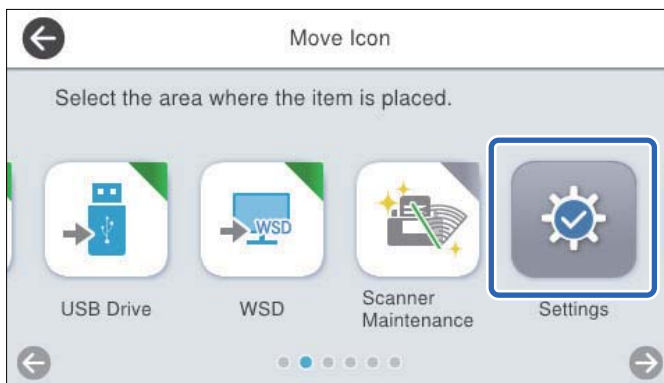 Move Icon
Select the area where the item is placed.
WSD
USB Drive
WSD
Scanner
Maintenance
Settings